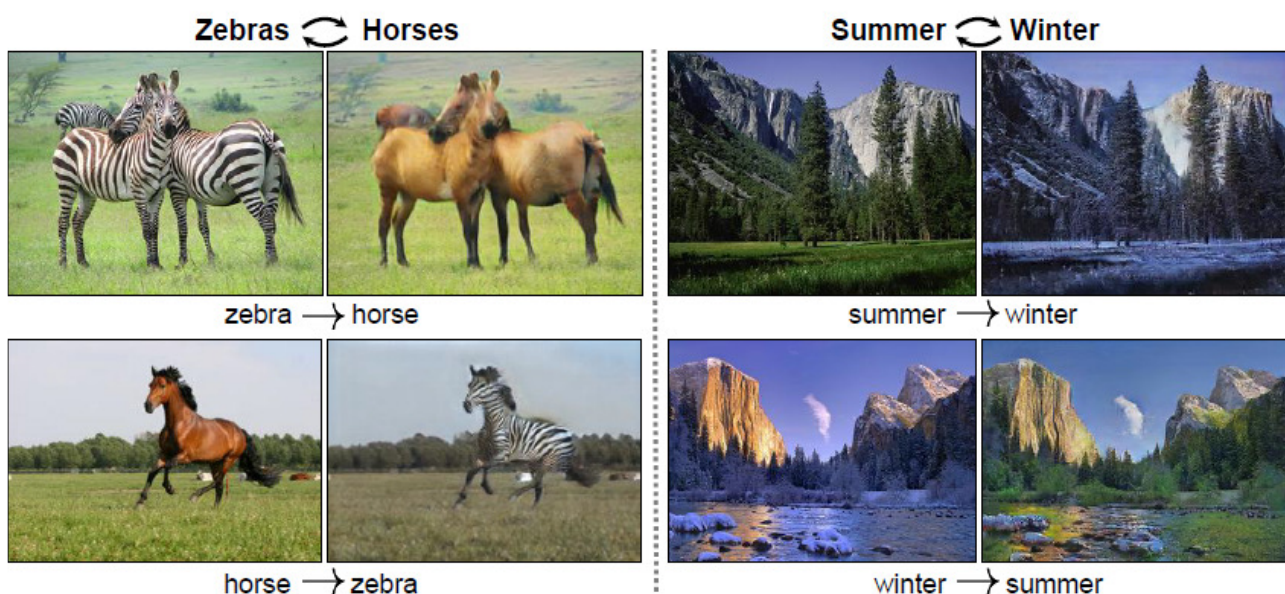 Zebras Horses
zebra → horse
horse → zebra
Summer Winter
summer → winter
winter → summer